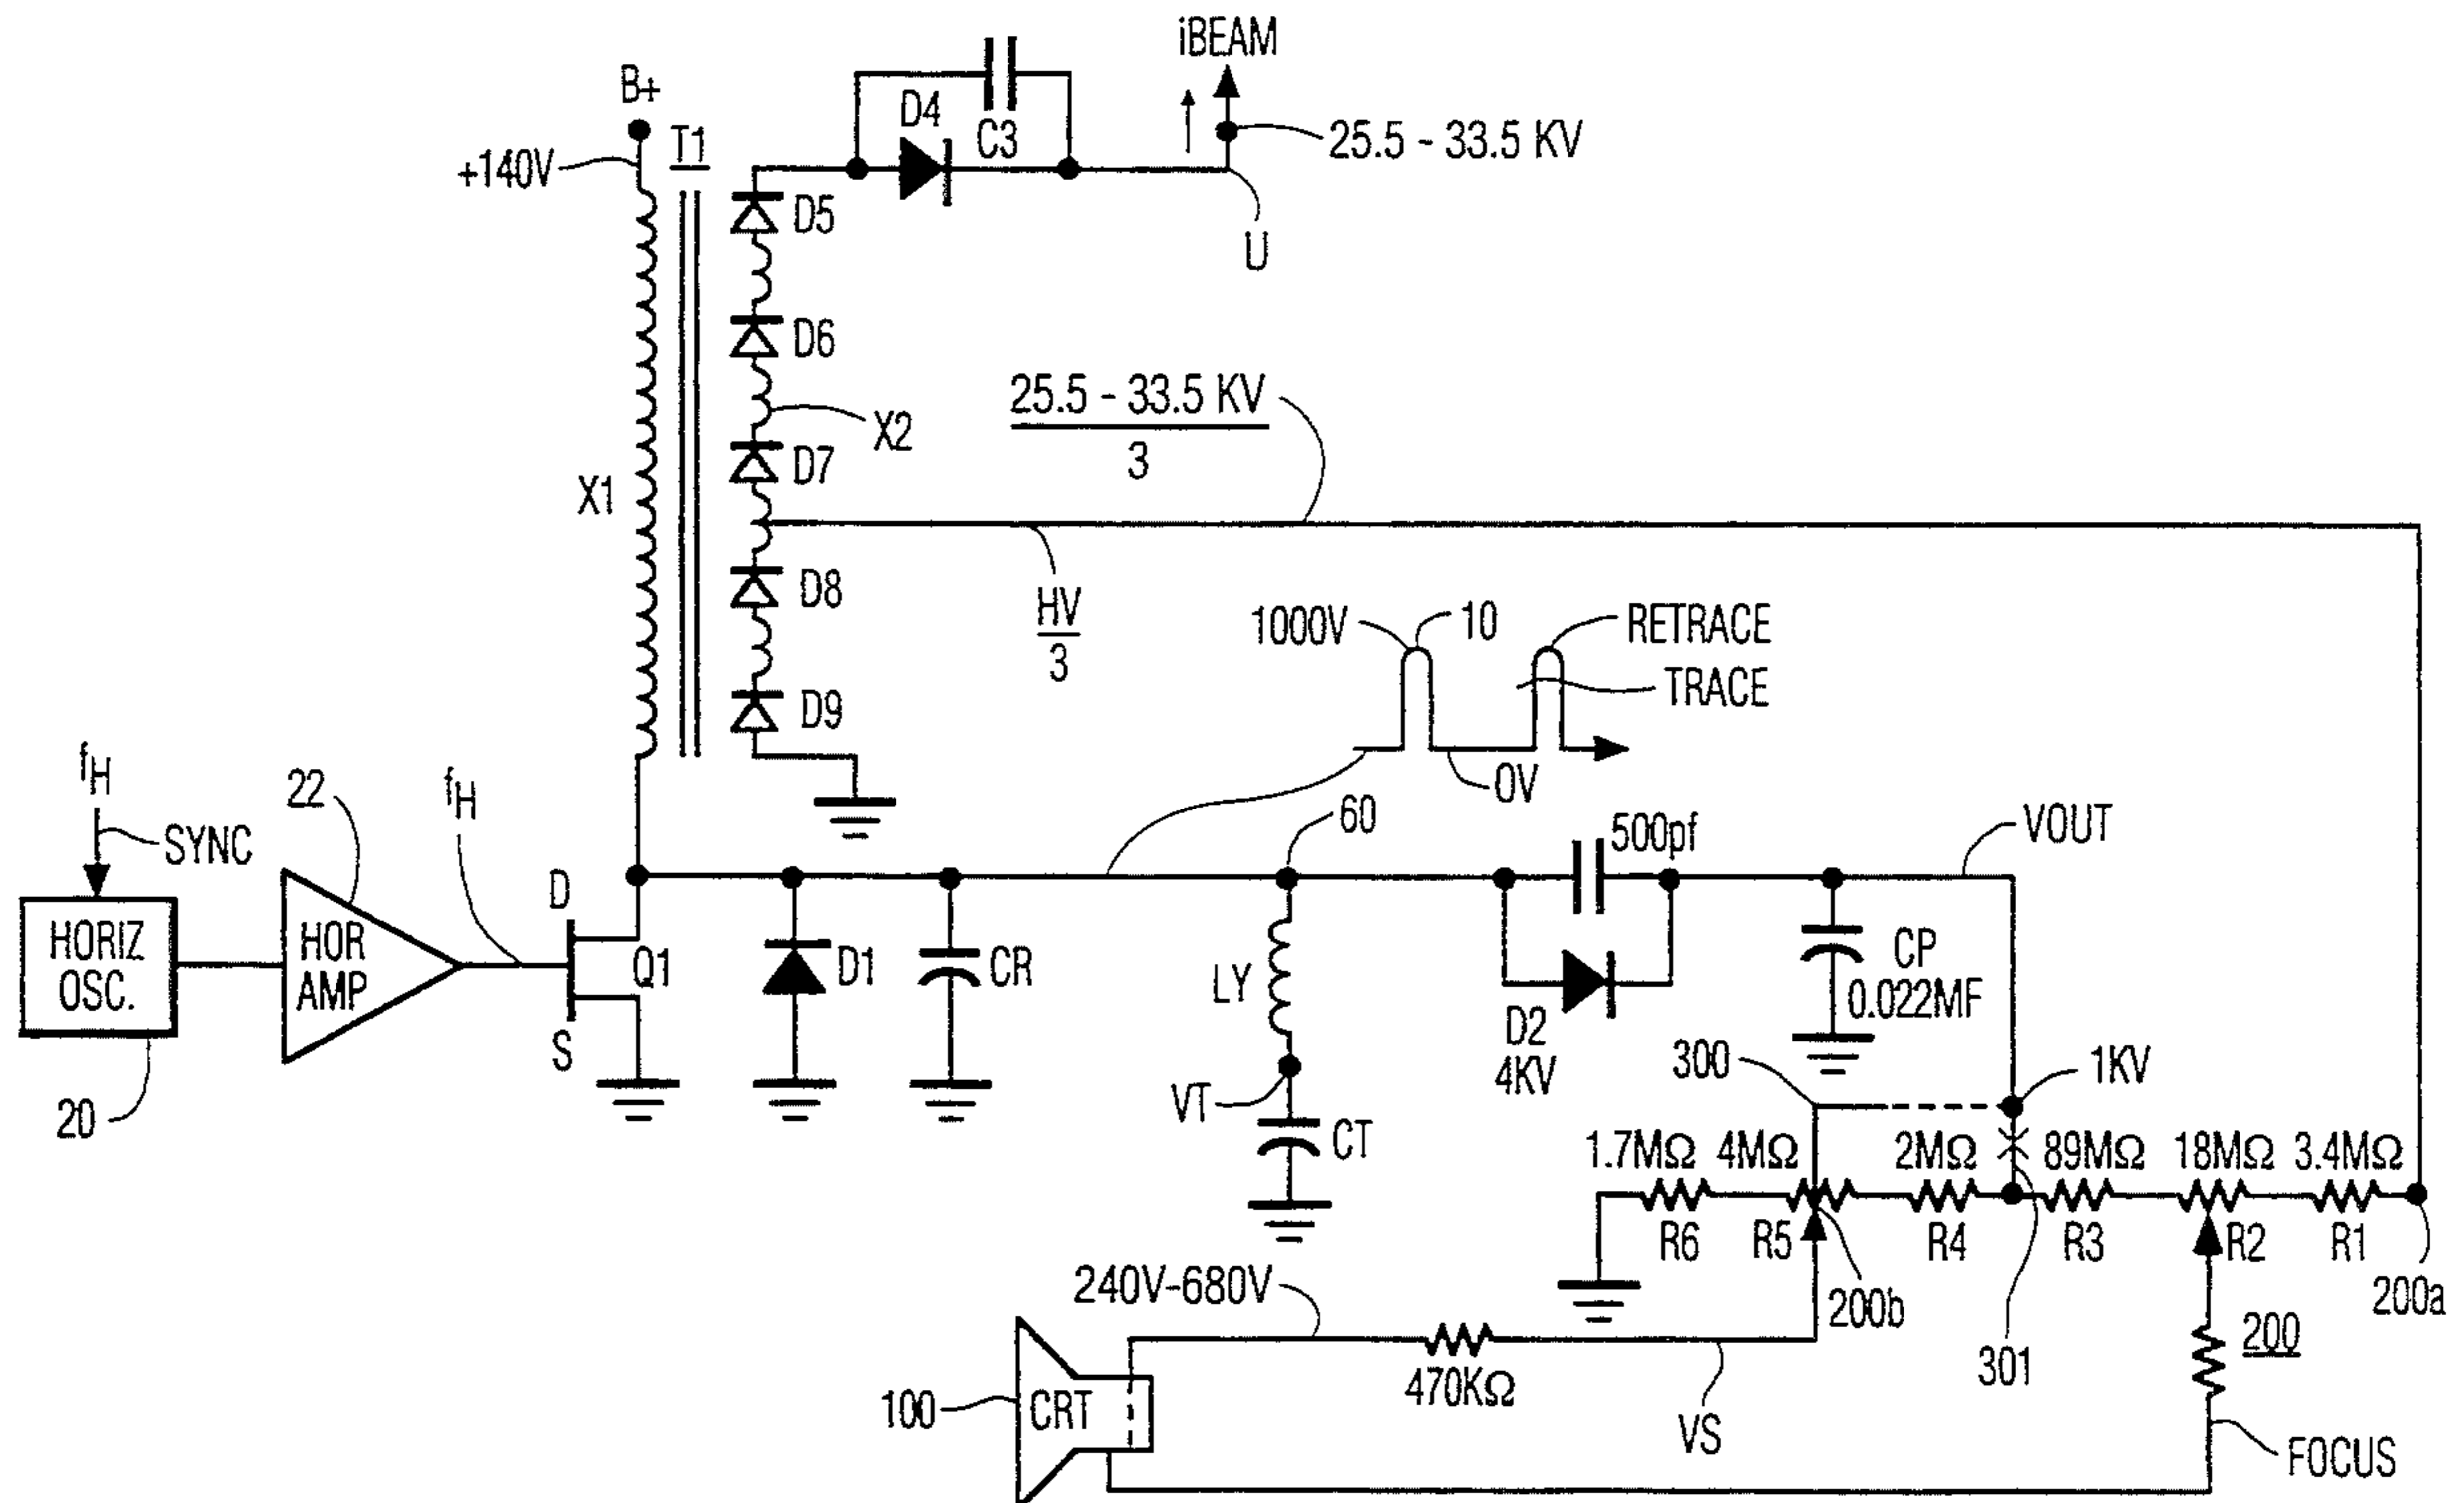 iBEAM
B+
T1
D4
C3
+140V
25.5 - 33.5 KV
D5
U
D6
25.5 - 33.5 KV
3
X2
D7
X1
HV
3
D8
1000V
10
RETRACE
TRACE
D9
0V
fH
22
fH
SYNC
60
500pf
VOUT
D
HORIZ
OSC.
HOR
AMP
Q1
D1
CR
LY
CP
0.022MF
S
D2
4KV
300
1KV
20
VT
CT
1.7MΩ
4MΩ
2MΩ
89MΩ
18MΩ
3.4MΩ
R6
R5
R4
R3
R2
R1
240V-680V
200b
200a
200
301
470KΩ
100
CRT
VS
FOCUS